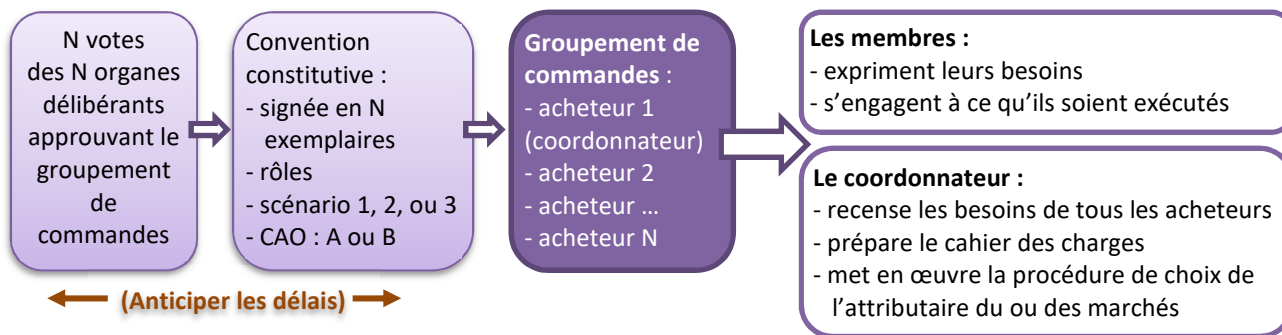 N votes
des N organes
délibérants
approuvant le
groupement
de
commandes
Convention
constitutive :
- signée en N
exemplaires
- rôles
- scénario 1, 2, ou 3
- CAO : A ou B
(Anticiper les délais)
Groupement de
commandes :
- acheteur 1
(coordonnateur)
- acheteur 2
- acheteur ...
- acheteur N
Les membres :
- expriment leurs besoins
- s’engagent à ce qu’ils soient exécutés
Le coordonnateur :
- recense les besoins de tous les acheteurs
- prépare le cahier des charges
- met en œuvre la procédure de choix de
l’attributaire du ou des marchés